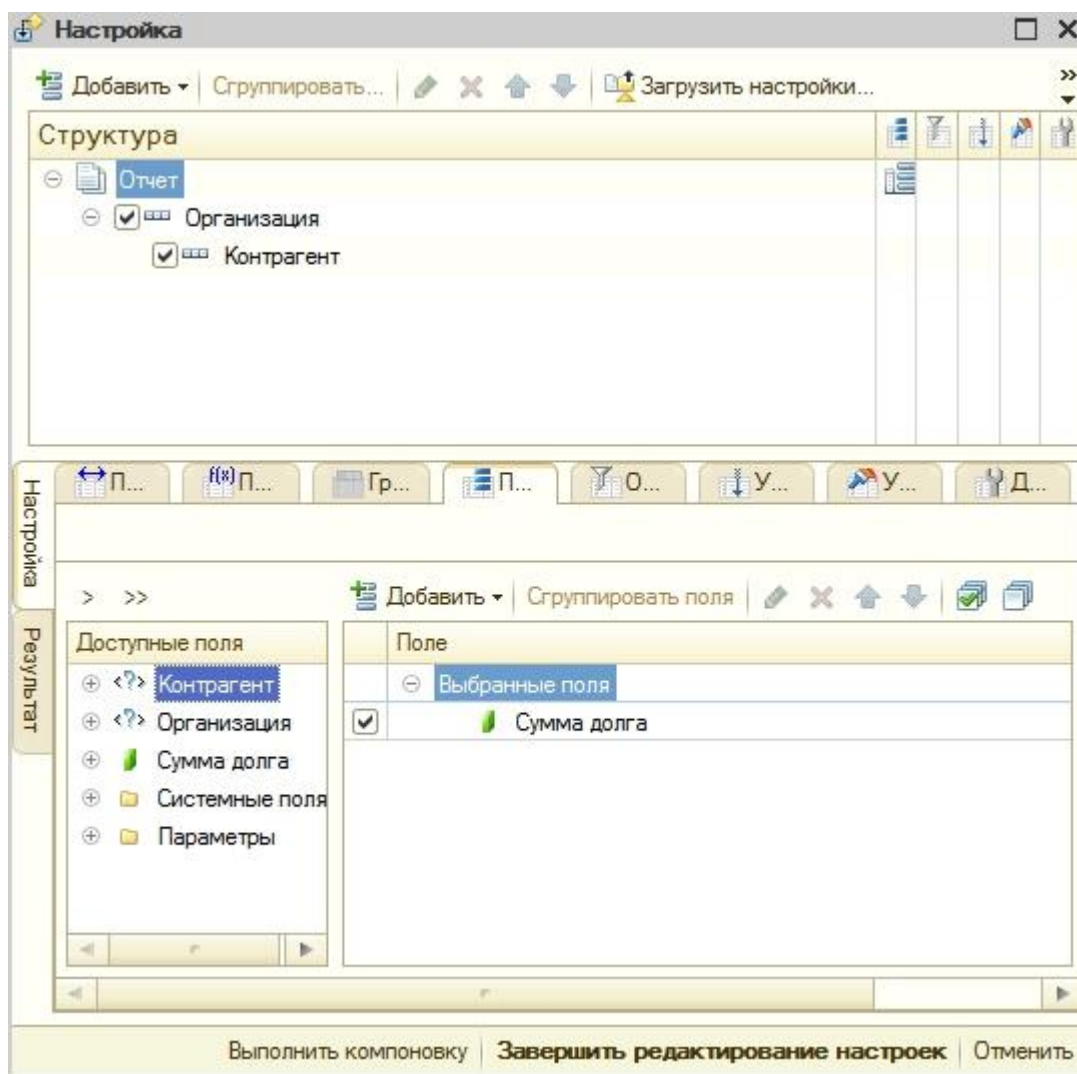 Настройка
Добавить Сгруппировать... Загрузить настройки...
Структура
Отчет
Организация
Контрагент
Настройка
Результат
П... f(x) П... Гр... П... О... У... У... Д...
> >> Добавить Сгруппировать поля
Доступные поля Поле
Контрагент Выбранные поля
Организация Сумма долга
Сумма долга
Системные поля
Параметры
Выполнить компоновку Завершить редактирование настроек Отменить